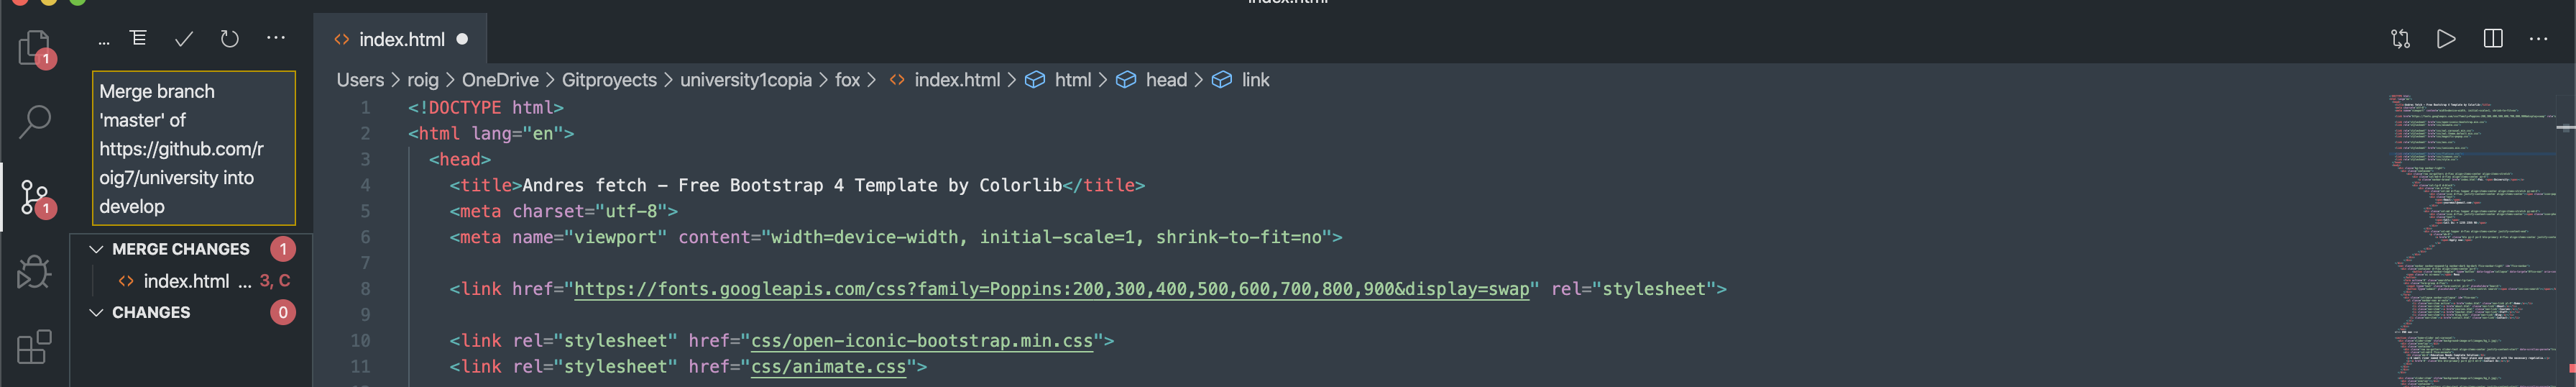 index.html
1
... ...
index.html
Users > roig > OneDrive > Gitproyects > university1copia > fox > index.html > html > head > link
Merge branch
'master' of
https://github.com/r
oig7/university into
develop
1
MERGE CHANGES 1
index.html ... 3, C
CHANGES 0
1 <!DOCTYPE html>
2 <html lang="en">
3 <head>
4 <title>Andres fetch – Free Bootstrap 4 Template by Colorlib</title>
5 <meta charset="utf-8">
6 <meta name="viewport" content="width=device-width, initial-scale=1, shrink-to-fit=no">
7
8 <link href="https://fonts.googleapis.com/css?family=Poppins:200,300,400,500,600,700,800,900&display=swap" rel="stylesheet">
9
10 <link rel="stylesheet" href="css/open-iconic-bootstrap.min.css">
11 <link rel="stylesheet" href="css/animate.css">